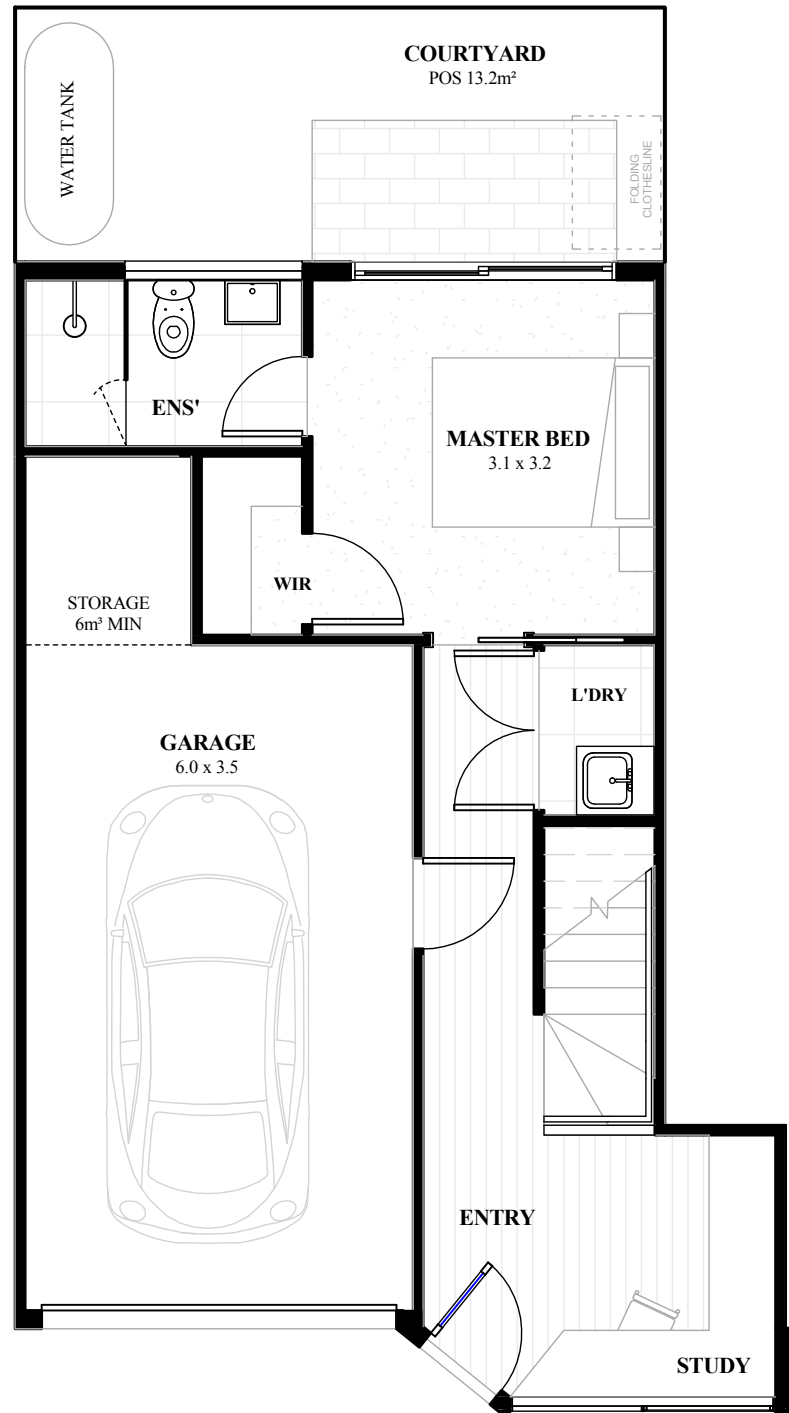 COURTYARD
POS 13.2m²
WATER TANK
FOLDING
CLOTHESLINE
ENS'
MASTER BED
3.1 x 3.2
WIR
STORAGE
6m³ MIN
L'DRY
GARAGE
6.0 x 3.5
ENTRY
STUDY